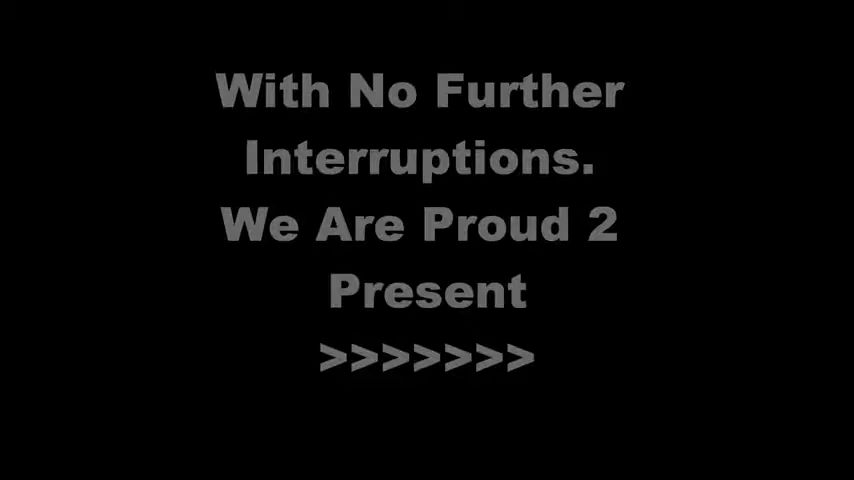 With No Further
Interruptions.
We Are Proud 2
Present
>>>>>>>